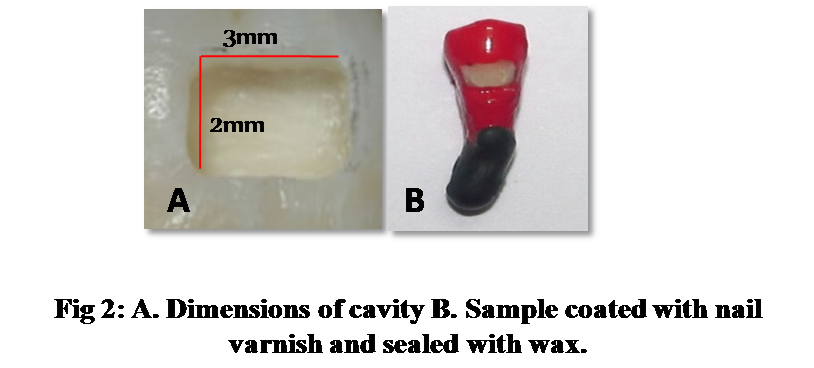 3mm
2mm
A
B
Fig 2: A. Dimensions of cavity B. Sample coated with nail
varnish and sealed with wax.